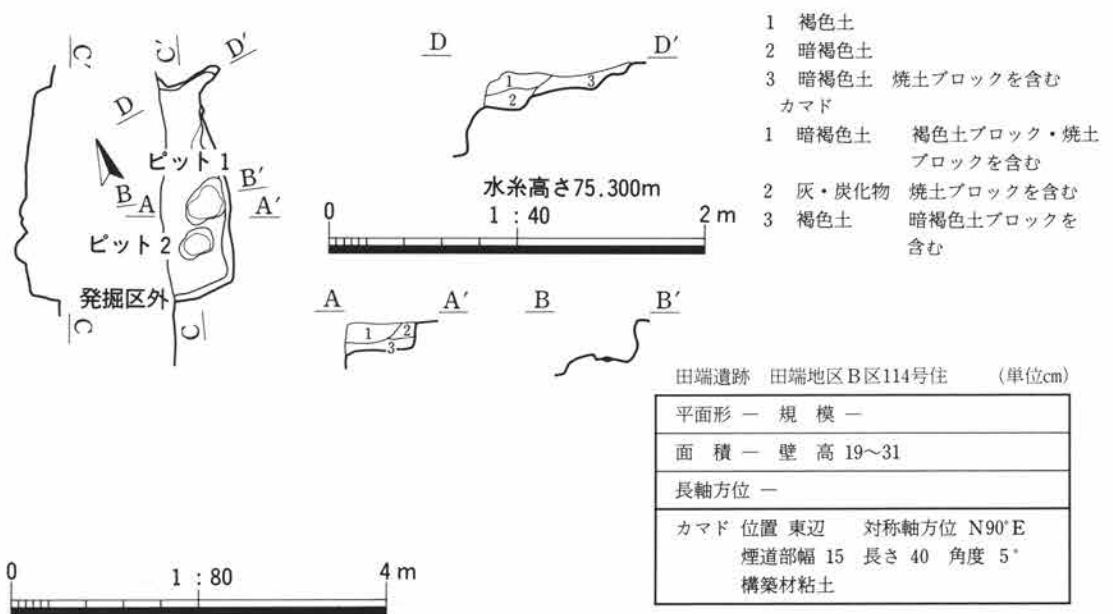 C′
C′
D′
D
ピット1
B
B′
A
A′
ピット2
発掘区外
C
C
D
D′
1
2
3
水糸高さ75.300m
0
1:40
2m
A
A′
1
2
3
B
B′
1 褐色土
2 暗褐色土
3 暗褐色土 焼土ブロックを含む
カマド
1 暗褐色土 褐色土ブロック・焼土
ブロックを含む
2 灰・炭化物 焼土ブロックを含む
3 褐色土 暗褐色土ブロックを
含む
田端遺跡 田端地区B区114号住 (単位cm)
平面形 － 規 模 －
面 積 － 壁 高 19～31
長軸方位 －
カマド 位置 東辺 対称軸方位 N90°E
煙道部幅 15 長さ 40 角度 5°
構築材粘土
0
1:80
4m